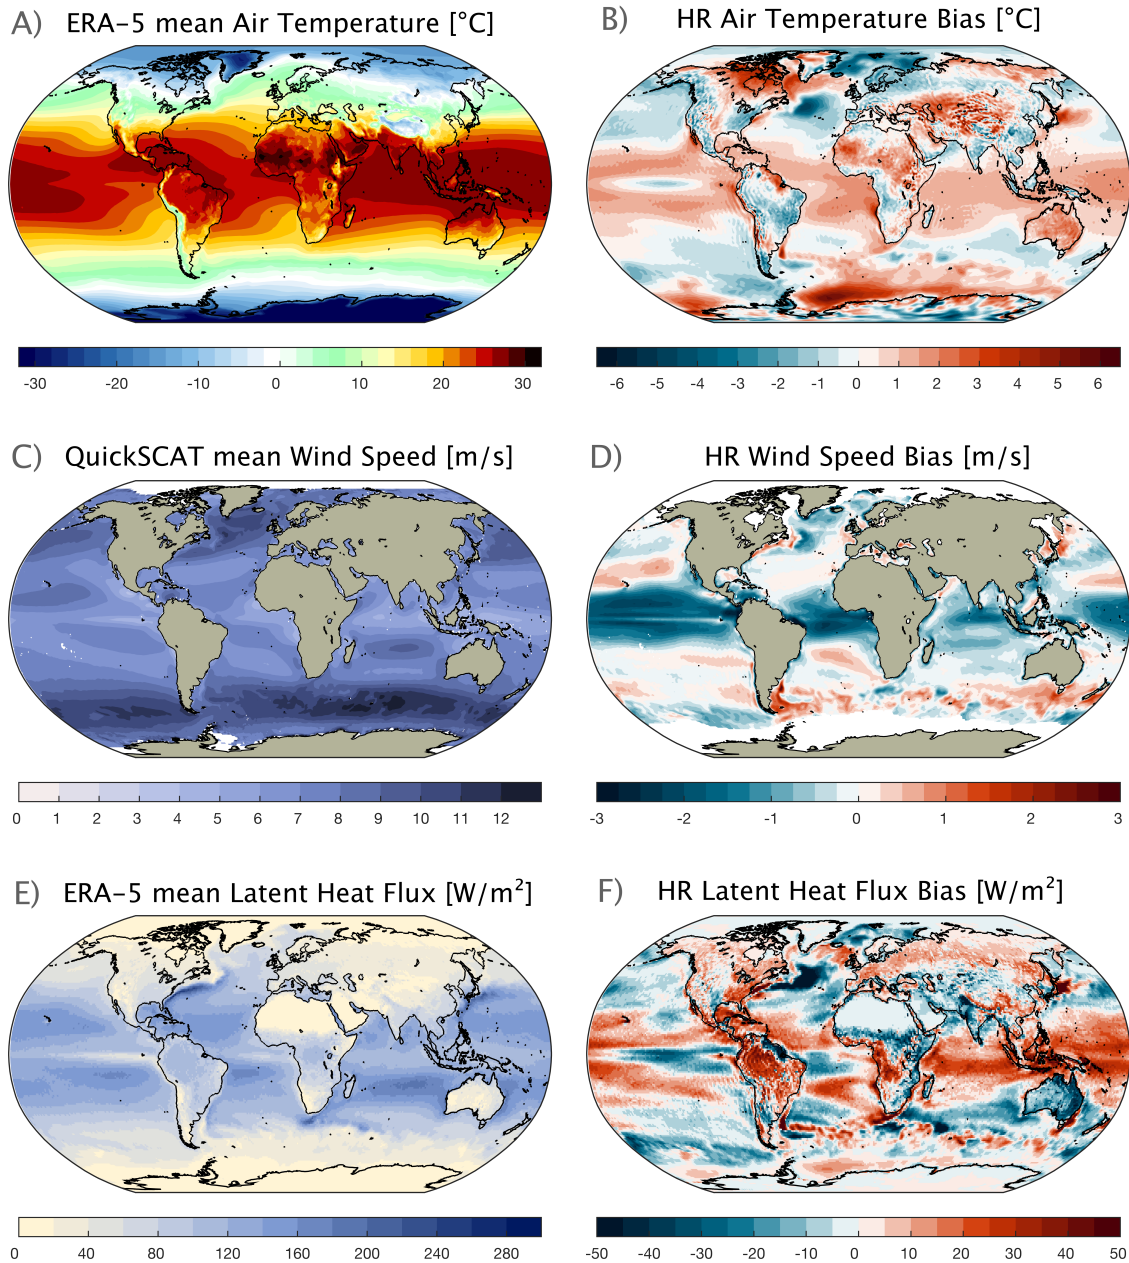 A) ERA-5 mean Air Temperature [°C]
B) HR Air Temperature Bias [°C]
-30 -20 -10 0 10 20 30
-6 -5 -4 -3 -2 -1 0 1 2 3 4 5 6
C) QuickSCAT mean Wind Speed [m/s]
D) HR Wind Speed Bias [m/s]
0 1 2 3 4 5 6 7 8 9 10 11 12
-3 -2 -1 0 1 2 3
E) ERA-5 mean Latent Heat Flux [W/m²]
F) HR Latent Heat Flux Bias [W/m²]
0 40 80 120 160 200 240 280
-50 -40 -30 -20 -10 0 10 20 30 40 50